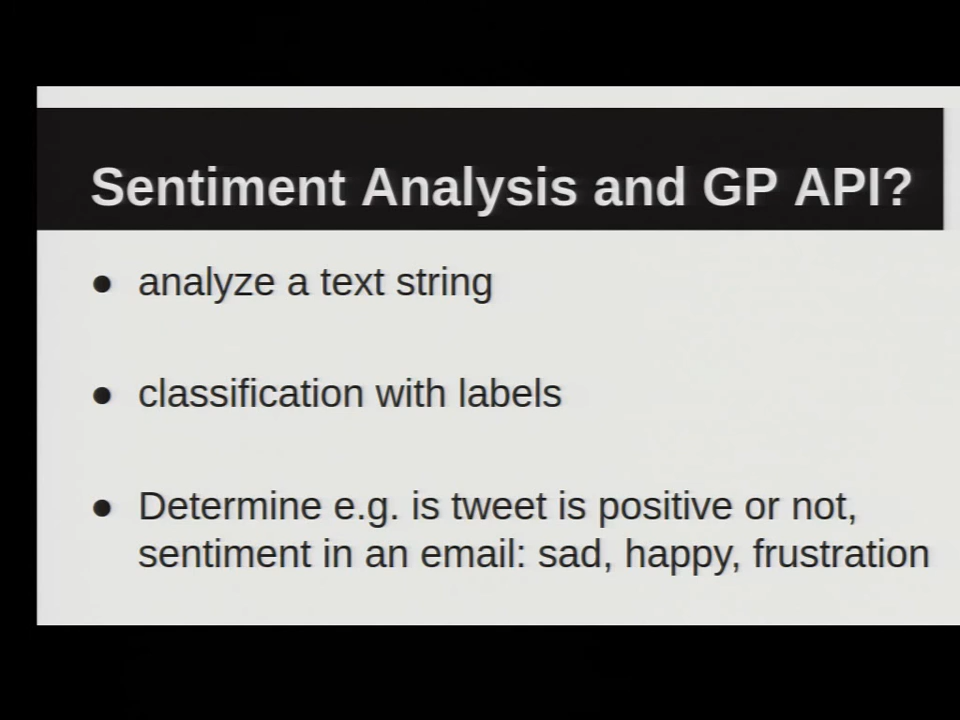 Sentiment Analysis and GP API?
● analyze a text string
● classification with labels
● Determine e.g. is tweet is positive or not,
sentiment in an email: sad, happy, frustration